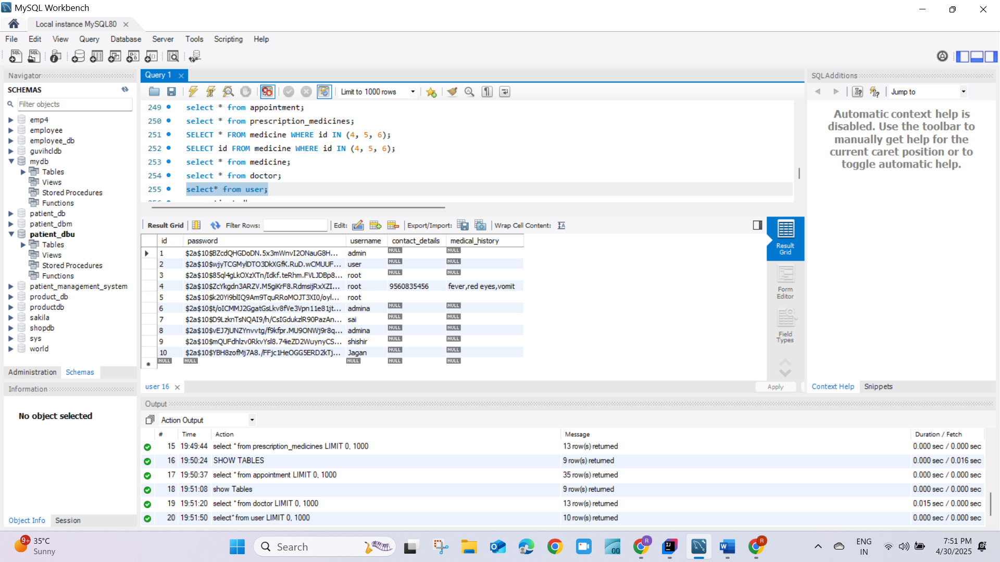 MySQL Workbench
Local instance MySQL80
File Edit View Query Database Server Tools Scripting Help
Navigator
SCHEMAS
Filter objects
emp4
employee
employee_db
guvihcldb
mydb
Tables
Views
Stored Procedures
Functions
patient_db
patient_dbm
patient_dbu
Tables
Views
Stored Procedures
Functions
patient_management_system
product_db
productdb
sakila
shopdb
sys
world
Administration Schemas
Information
No object selected
Object Info Session
Query 1
Limit to 1000 rows
249 select * from appointment;
250 select * from prescription_medicines;
251 SELECT * FROM medicine WHERE id IN (4, 5, 6);
252 SELECT id FROM medicine WHERE id IN (4, 5, 6);
253 select * from medicine;
254 select * from doctor;
255 select* from user;
Result Grid Filter Rows: Edit: Export/Import: Wrap Cell Content:
id password username contact_details medical_history
1 $2a$10$BZcdQHGDoDN.5x3mWnvI2ONauG8H... admin NULL NULL
2 $2a$10$wjyTCGMylDTO3DkXGfK.RuD.wCMUUF... user NULL NULL
3 $2a$10$85ql4gLkOXzXTn/Idkf.teRhm.FVLJDBp8... root NULL NULL
4 $2a$10$ZcYkgdn3ARZV.M5giKrF8.RdmsijRxXZI... root 9560835456 fever,red eyes,vomit
5 $2a$10$k20Yi9blIQ9Am9TquRRoMOJT3XI0/oyl... root
6 $2a$10$t/oICMMJ2GgatGsLkv8fVe3Vpn11e81jt... admina NULL NULL
7 $2a$10$D9LzknTsNQAI9/h/CsIGdukzlR90PazAn... sai NULL NULL
8 $2a$10$vEJ7jUNZYnvvtg/f9kfpr.MU9ONWj9r8q... admina NULL NULL
9 $2a$10$mQUFdhlzv0RkvYsl8.74ieZD2WuynyCS... shishir NULL NULL
10 $2a$10$YBH8zofMj7A8./FFjc1HeOGG5ERD2kTj... Jagan NULL NULL
NULL NULL NULL NULL NULL
Result Grid
Form Editor
Field Types
user 16
Apply
SQLAdditions
Jump to
Automatic context help is
disabled. Use the toolbar to
manually get help for the
current caret position or to
toggle automatic help.
Context Help Snippets
Output
Action Output
# Time Action Message Duration / Fetch
15 19:49:44 select * from prescription_medicines LIMIT 0, 1000 13 row(s) returned 0.000 sec / 0.000 sec
16 19:50:24 SHOW TABLES 9 row(s) returned 0.000 sec / 0.016 sec
17 19:50:37 select * from appointment LIMIT 0, 1000 35 row(s) returned 0.000 sec / 0.000 sec
18 19:51:08 show Tables 9 row(s) returned 0.000 sec / 0.000 sec
19 19:51:20 select * from doctor LIMIT 0, 1000 13 row(s) returned 0.015 sec / 0.000 sec
20 19:51:50 select* from user LIMIT 0, 1000 10 row(s) returned 0.000 sec / 0.000 sec
9+
35°C
Sunny
Search
ENG
IN
7:51 PM
4/30/2025